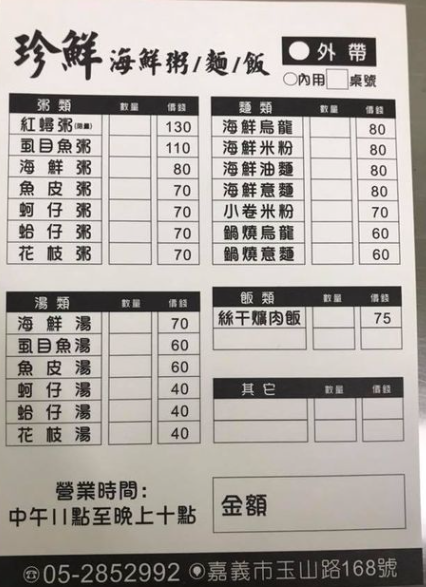 珍鮮 海鮮粥/麵/飯
●外帶
○內用 桌號
粥類 數量 價錢
紅蟳粥(限量) 130
虱目魚粥 110
海鮮粥 80
魚皮粥 70
蚵仔粥 70
蛤仔粥 70
花枝粥 60
麵類 數量 價錢
海鮮烏龍 80
海鮮米粉 80
海鮮油麵 80
海鮮意麵 80
小卷米粉 70
鍋燒烏龍 60
鍋燒意麵 60
湯類 數量 價錢
海鮮湯 70
虱目魚湯 60
魚皮湯 60
蚵仔湯 40
蛤仔湯 40
花枝湯 40
飯類 數量 價錢
絲干爌肉飯 75
其它 數量 價錢
營業時間:
中午11點至晚上十點
金額
☎05-2852992 嘉義市玉山路168號